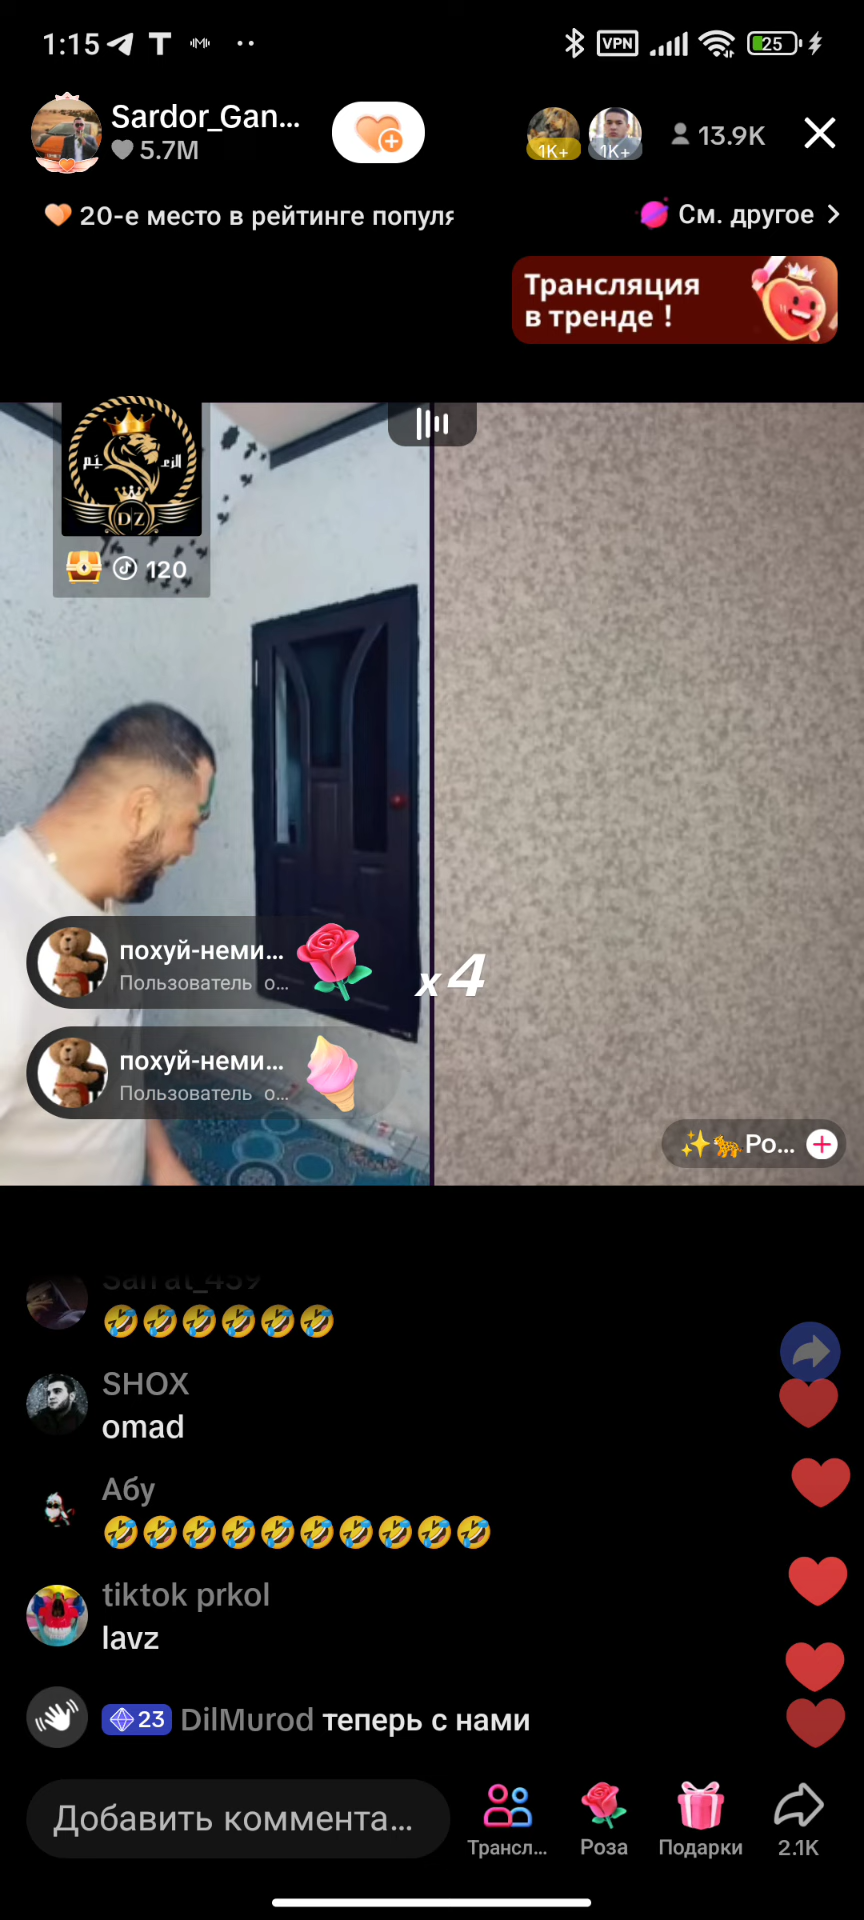 1:15
VPN
25
Sardor_Gan...
5.7M
1K+
1K+
13.9K
20-е место в рейтинге популя
См. другое
Трансляция
в тренде !
الزعيم
D Z
120
похуй-неми...
Пользователь о...
x4
похуй-неми...
Пользователь о...
Ро...
🤣🤣🤣🤣🤣🤣
SHOX
omad
Абу
🤣🤣🤣🤣🤣🤣🤣🤣🤣🤣
tiktok prkol
lavz
23 DilMurod теперь с нами
Добавить коммента...
Трансл...
Роза
Подарки
2.1K